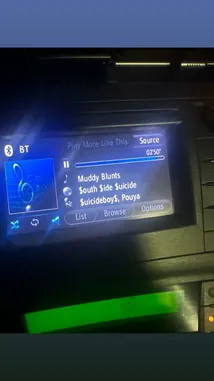 BT
Play More Like This
Source
02'50"
Muddy Blunts
$outh $ide $uicide
$uicideboy$, Pouya
List
Browse
Options